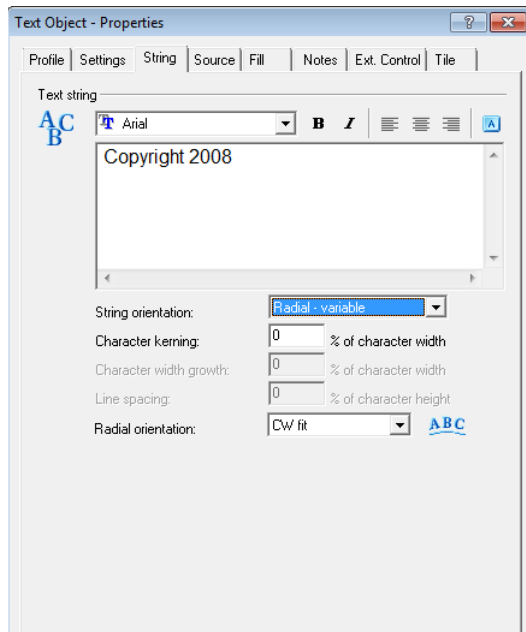 Text Object - Properties
Profile Settings String Source Fill Notes Ext. Control Tile
Text string
ABC Arial B I A
Copyright 2008
String orientation: Radial - variable
Character kerning: 0 % of character width
Character width growth: 0 % of character width
Line spacing: 0 % of character height
Radial orientation: CW fit ABC